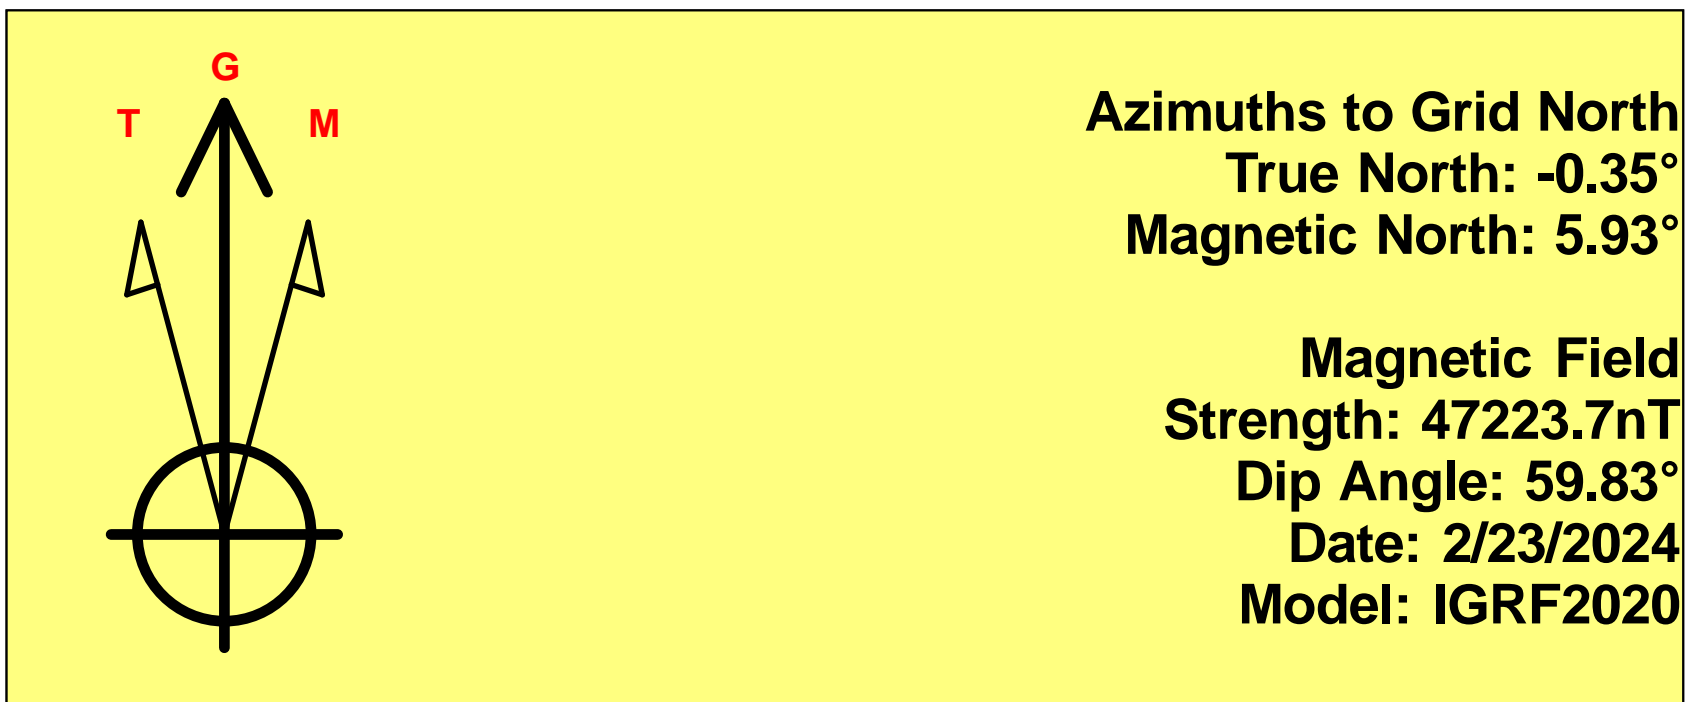 G
T M
Azimuths to Grid North
True North: -0.35°
Magnetic North: 5.93°
Magnetic Field
Strength: 47223.7nT
Dip Angle: 59.83°
Date: 2/23/2024
Model: IGRF2020